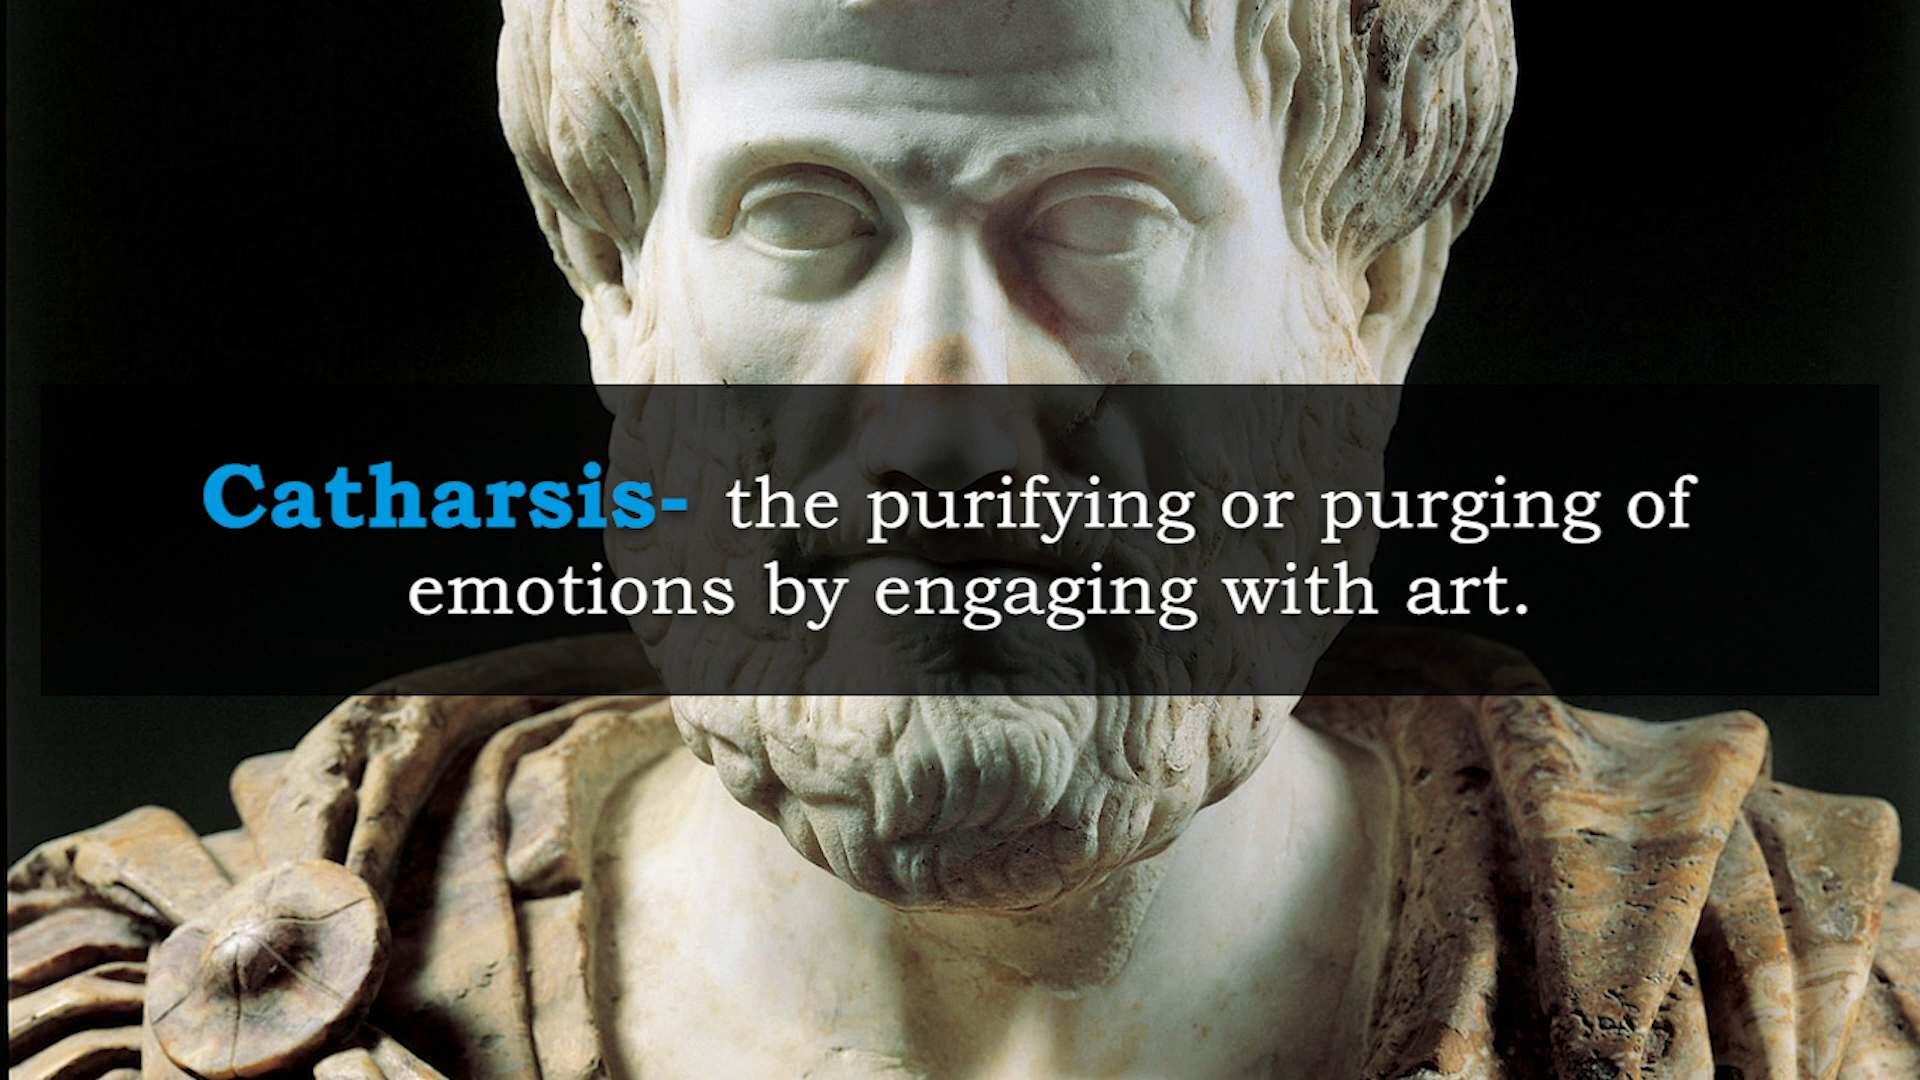 Catharsis- the purifying or purging of
emotions by engaging with art.